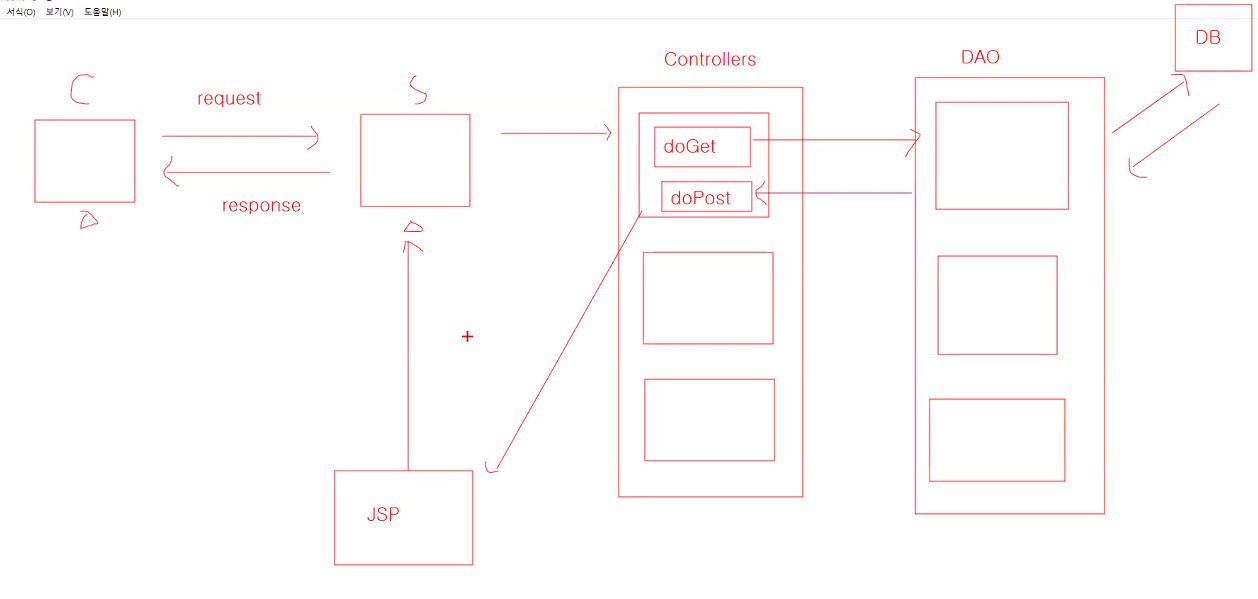 서식(O) 보기(V) 도움말(H)
DB
Controllers
DAO
C
request
S
doGet
doPost
response
JSP